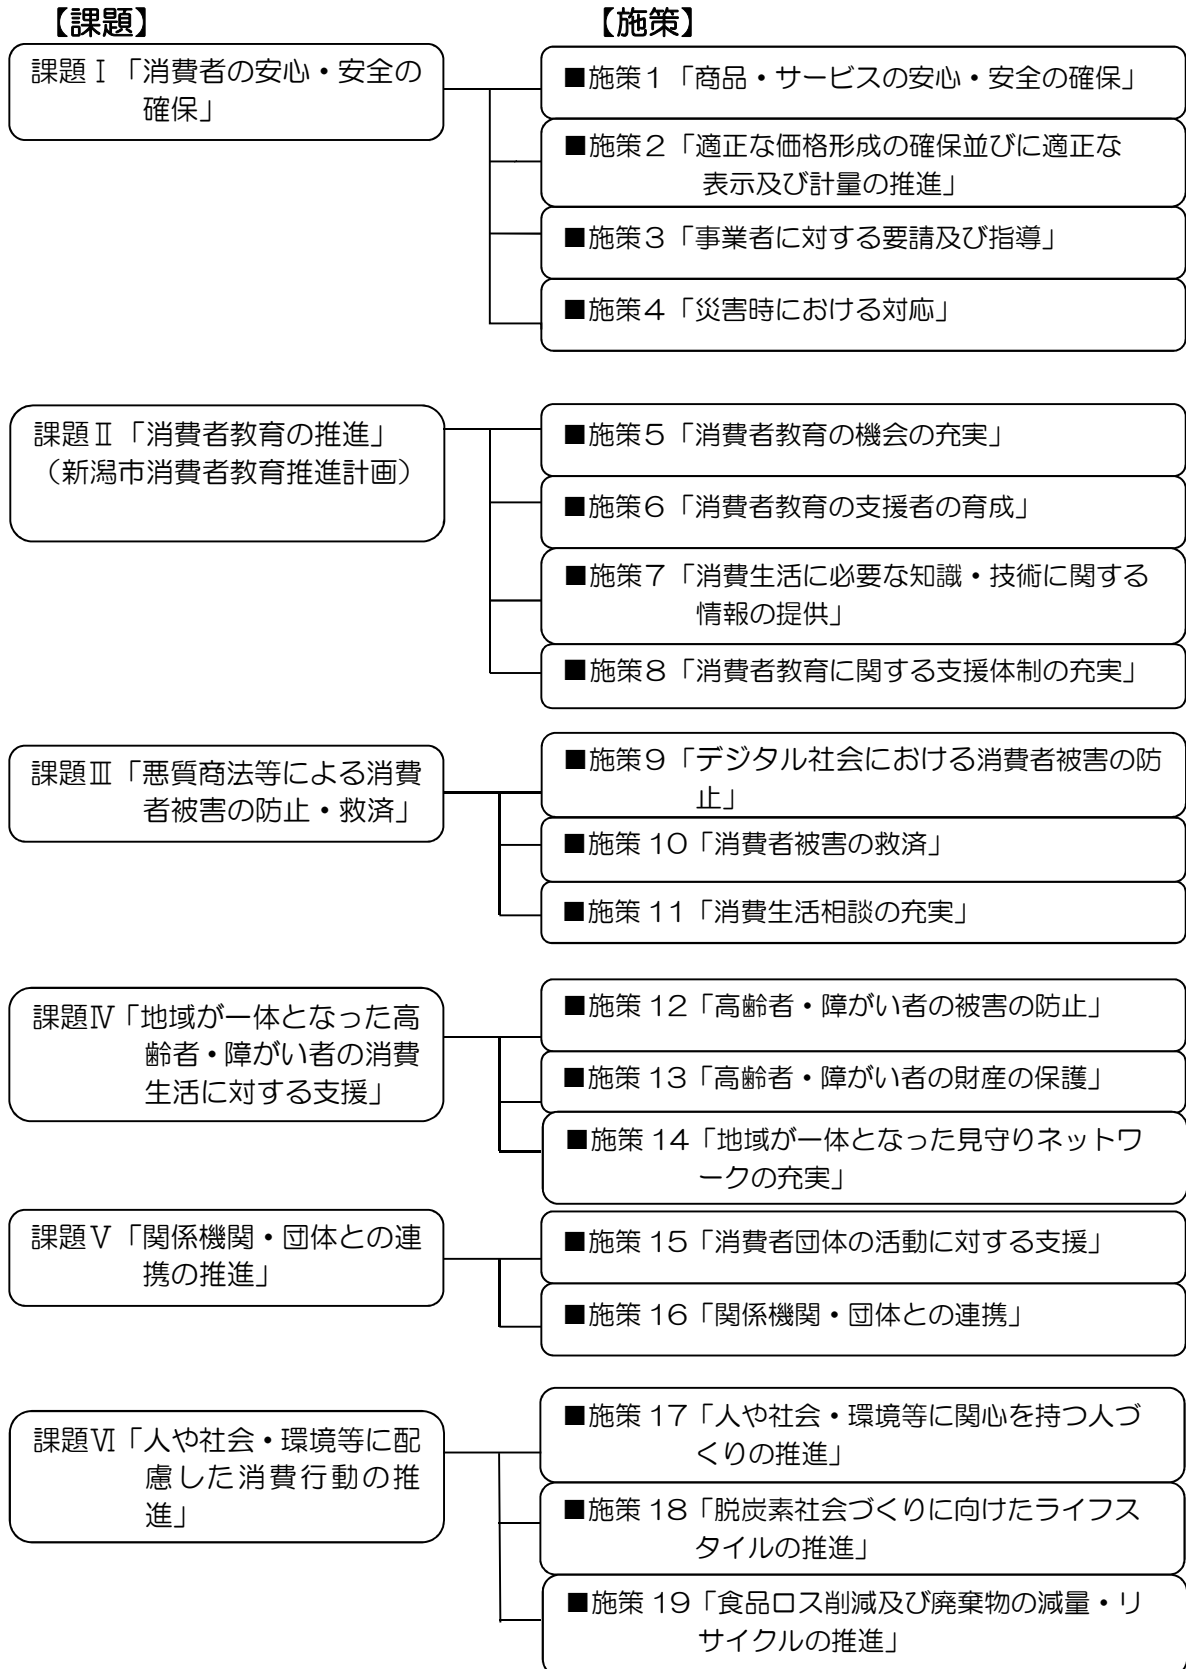 【課題】
【施策】
課題Ⅰ「消費者の安心・安全の
確保」
■施策1「商品・サービスの安心・安全の確保」
■施策2「適正な価格形成の確保並びに適正な
表示及び計量の推進」
■施策3「事業者に対する要請及び指導」
■施策4「災害時における対応」
課題Ⅱ「消費者教育の推進」
（新潟市消費者教育推進計画）
■施策5「消費者教育の機会の充実」
■施策6「消費者教育の支援者の育成」
■施策7「消費生活に必要な知識・技術に関する
情報の提供」
■施策8「消費者教育に関する支援体制の充実」
課題Ⅲ「悪質商法等による消費
者被害の防止・救済」
■施策9「デジタル社会における消費者被害の防
止」
■施策 10「消費者被害の救済」
■施策 11「消費生活相談の充実」
課題Ⅳ「地域が一体となった高
齢者・障がい者の消費
生活に対する支援」
■施策 12「高齢者・障がい者の被害の防止」
■施策 13「高齢者・障がい者の財産の保護」
■施策 14「地域が一体となった見守りネットワ
ークの充実」
課題Ⅴ「関係機関・団体との連
携の推進」
■施策 15「消費者団体の活動に対する支援」
■施策 16「関係機関・団体との連携」
課題Ⅵ「人や社会・環境等に配
慮した消費行動の推
進」
■施策 17「人や社会・環境等に関心を持つ人づ
くりの推進」
■施策 18「脱炭素社会づくりに向けたライフス
タイルの推進」
■施策 19「食品ロス削減及び廃棄物の減量・リ
サイクルの推進」